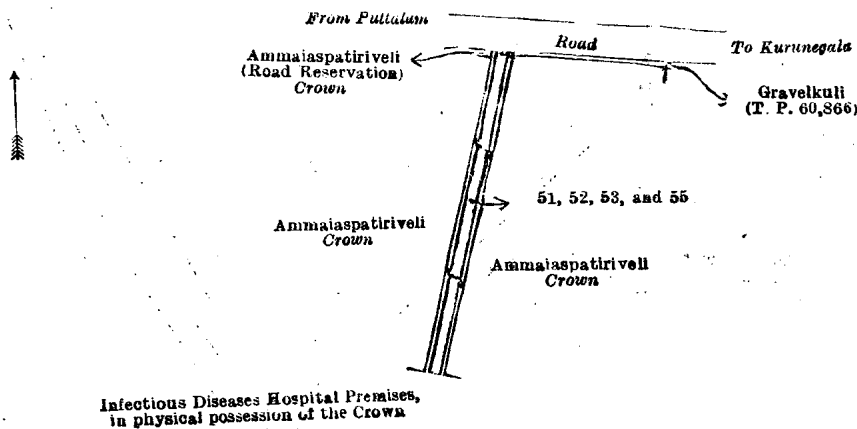 From Puttalam
Road
To Kurunegala
Ammaiaspatiriveli
(Road Reservation)
Crown
Gravelkuli
(T. P. 60,866)
51, 52, 53, and 55
Ammaiaspatiriveli
Crown
Ammaiaspatiriveli
Crown
Infectious Diseases Hospital Premises,
in physical possession of the Crown